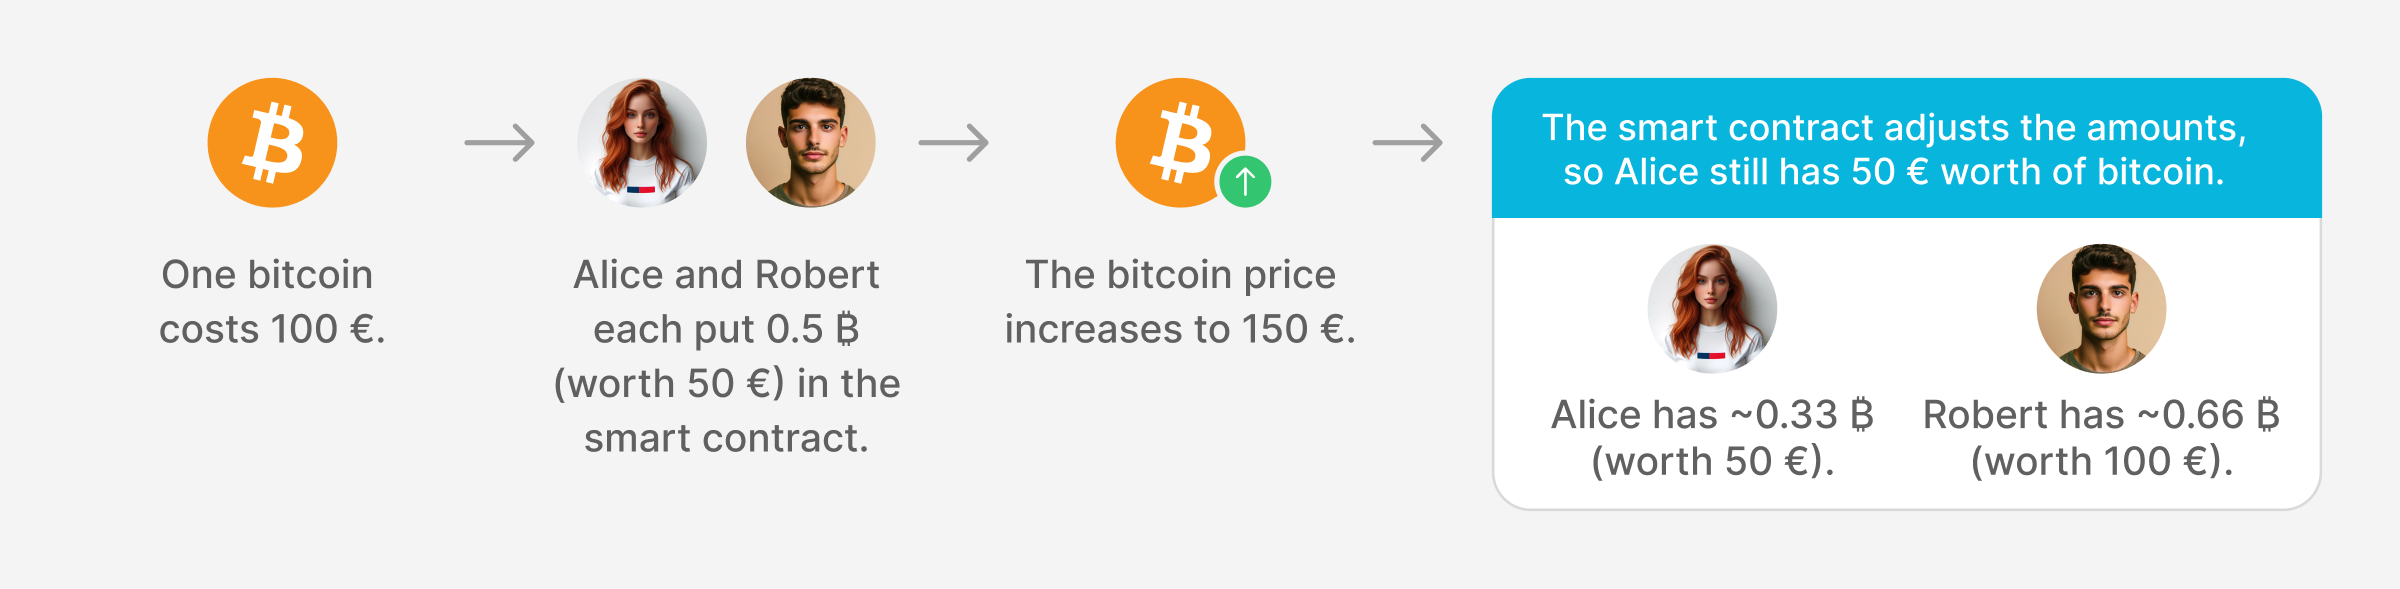 One bitcoin
costs 100 €.
Alice and Robert
each put 0.5 ₿
(worth 50 €) in the
smart contract.
The bitcoin price
increases to 150 €.
The smart contract adjusts the amounts,
so Alice still has 50 € worth of bitcoin.
Alice has ~0.33 ₿
(worth 50 €).
Robert has ~0.66 ₿
(worth 100 €).